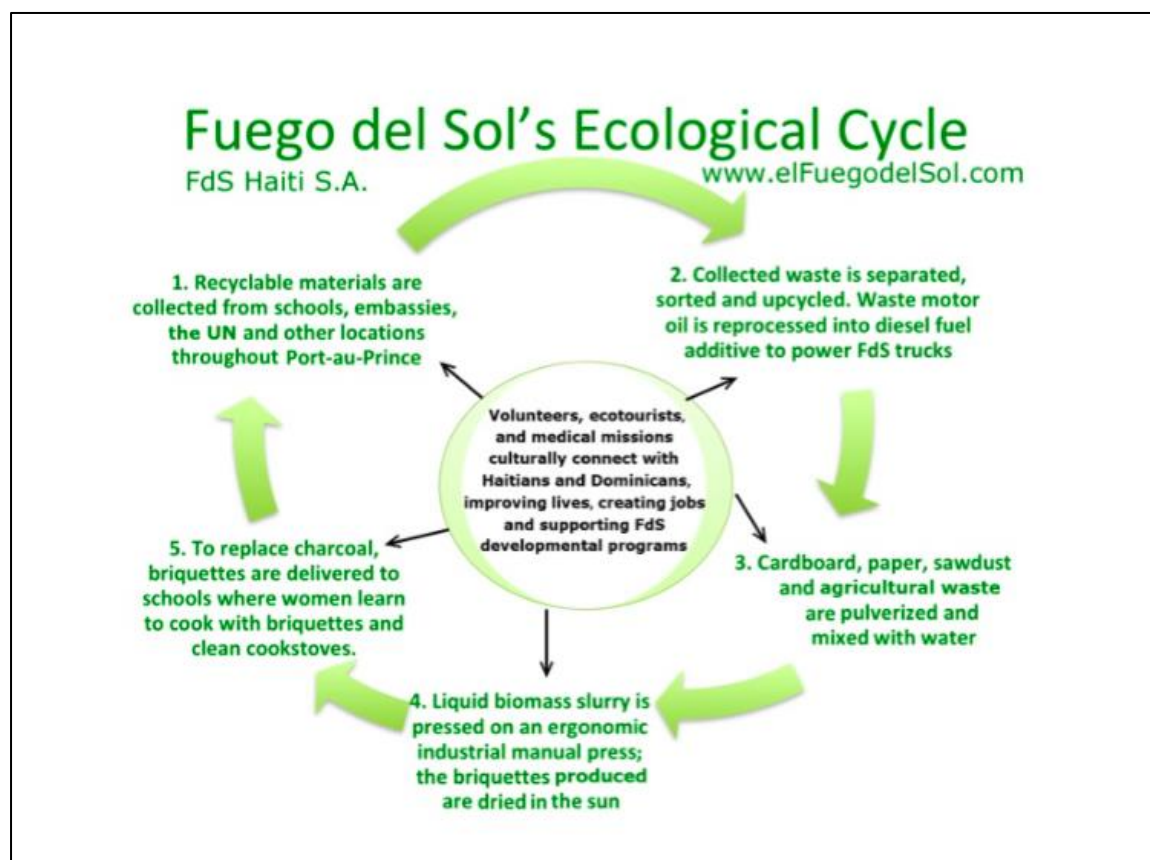 Fuego del Sol's Ecological Cycle
FdS Haiti S.A.
www.elFuegodelSol.com
1. Recyclable materials are
collected from schools, embassies,
the UN and other locations
throughout Port-au-Prince
2. Collected waste is separated,
sorted and upcycled. Waste motor
oil is reprocessed into diesel fuel
additive to power FdS trucks
Volunteers, ecotourists,
and medical missions
culturally connect with
Haitians and Dominicans,
improving lives, creating jobs
and supporting FdS
developmental programs
3. Cardboard, paper, sawdust
and agricultural waste
are pulverized and
mixed with water
4. Liquid biomass slurry is
pressed on an ergonomic
industrial manual press;
the briquettes produced
are dried in the sun
5. To replace charcoal,
briquettes are delivered to
schools where women learn
to cook with briquettes and
clean cookstoves.